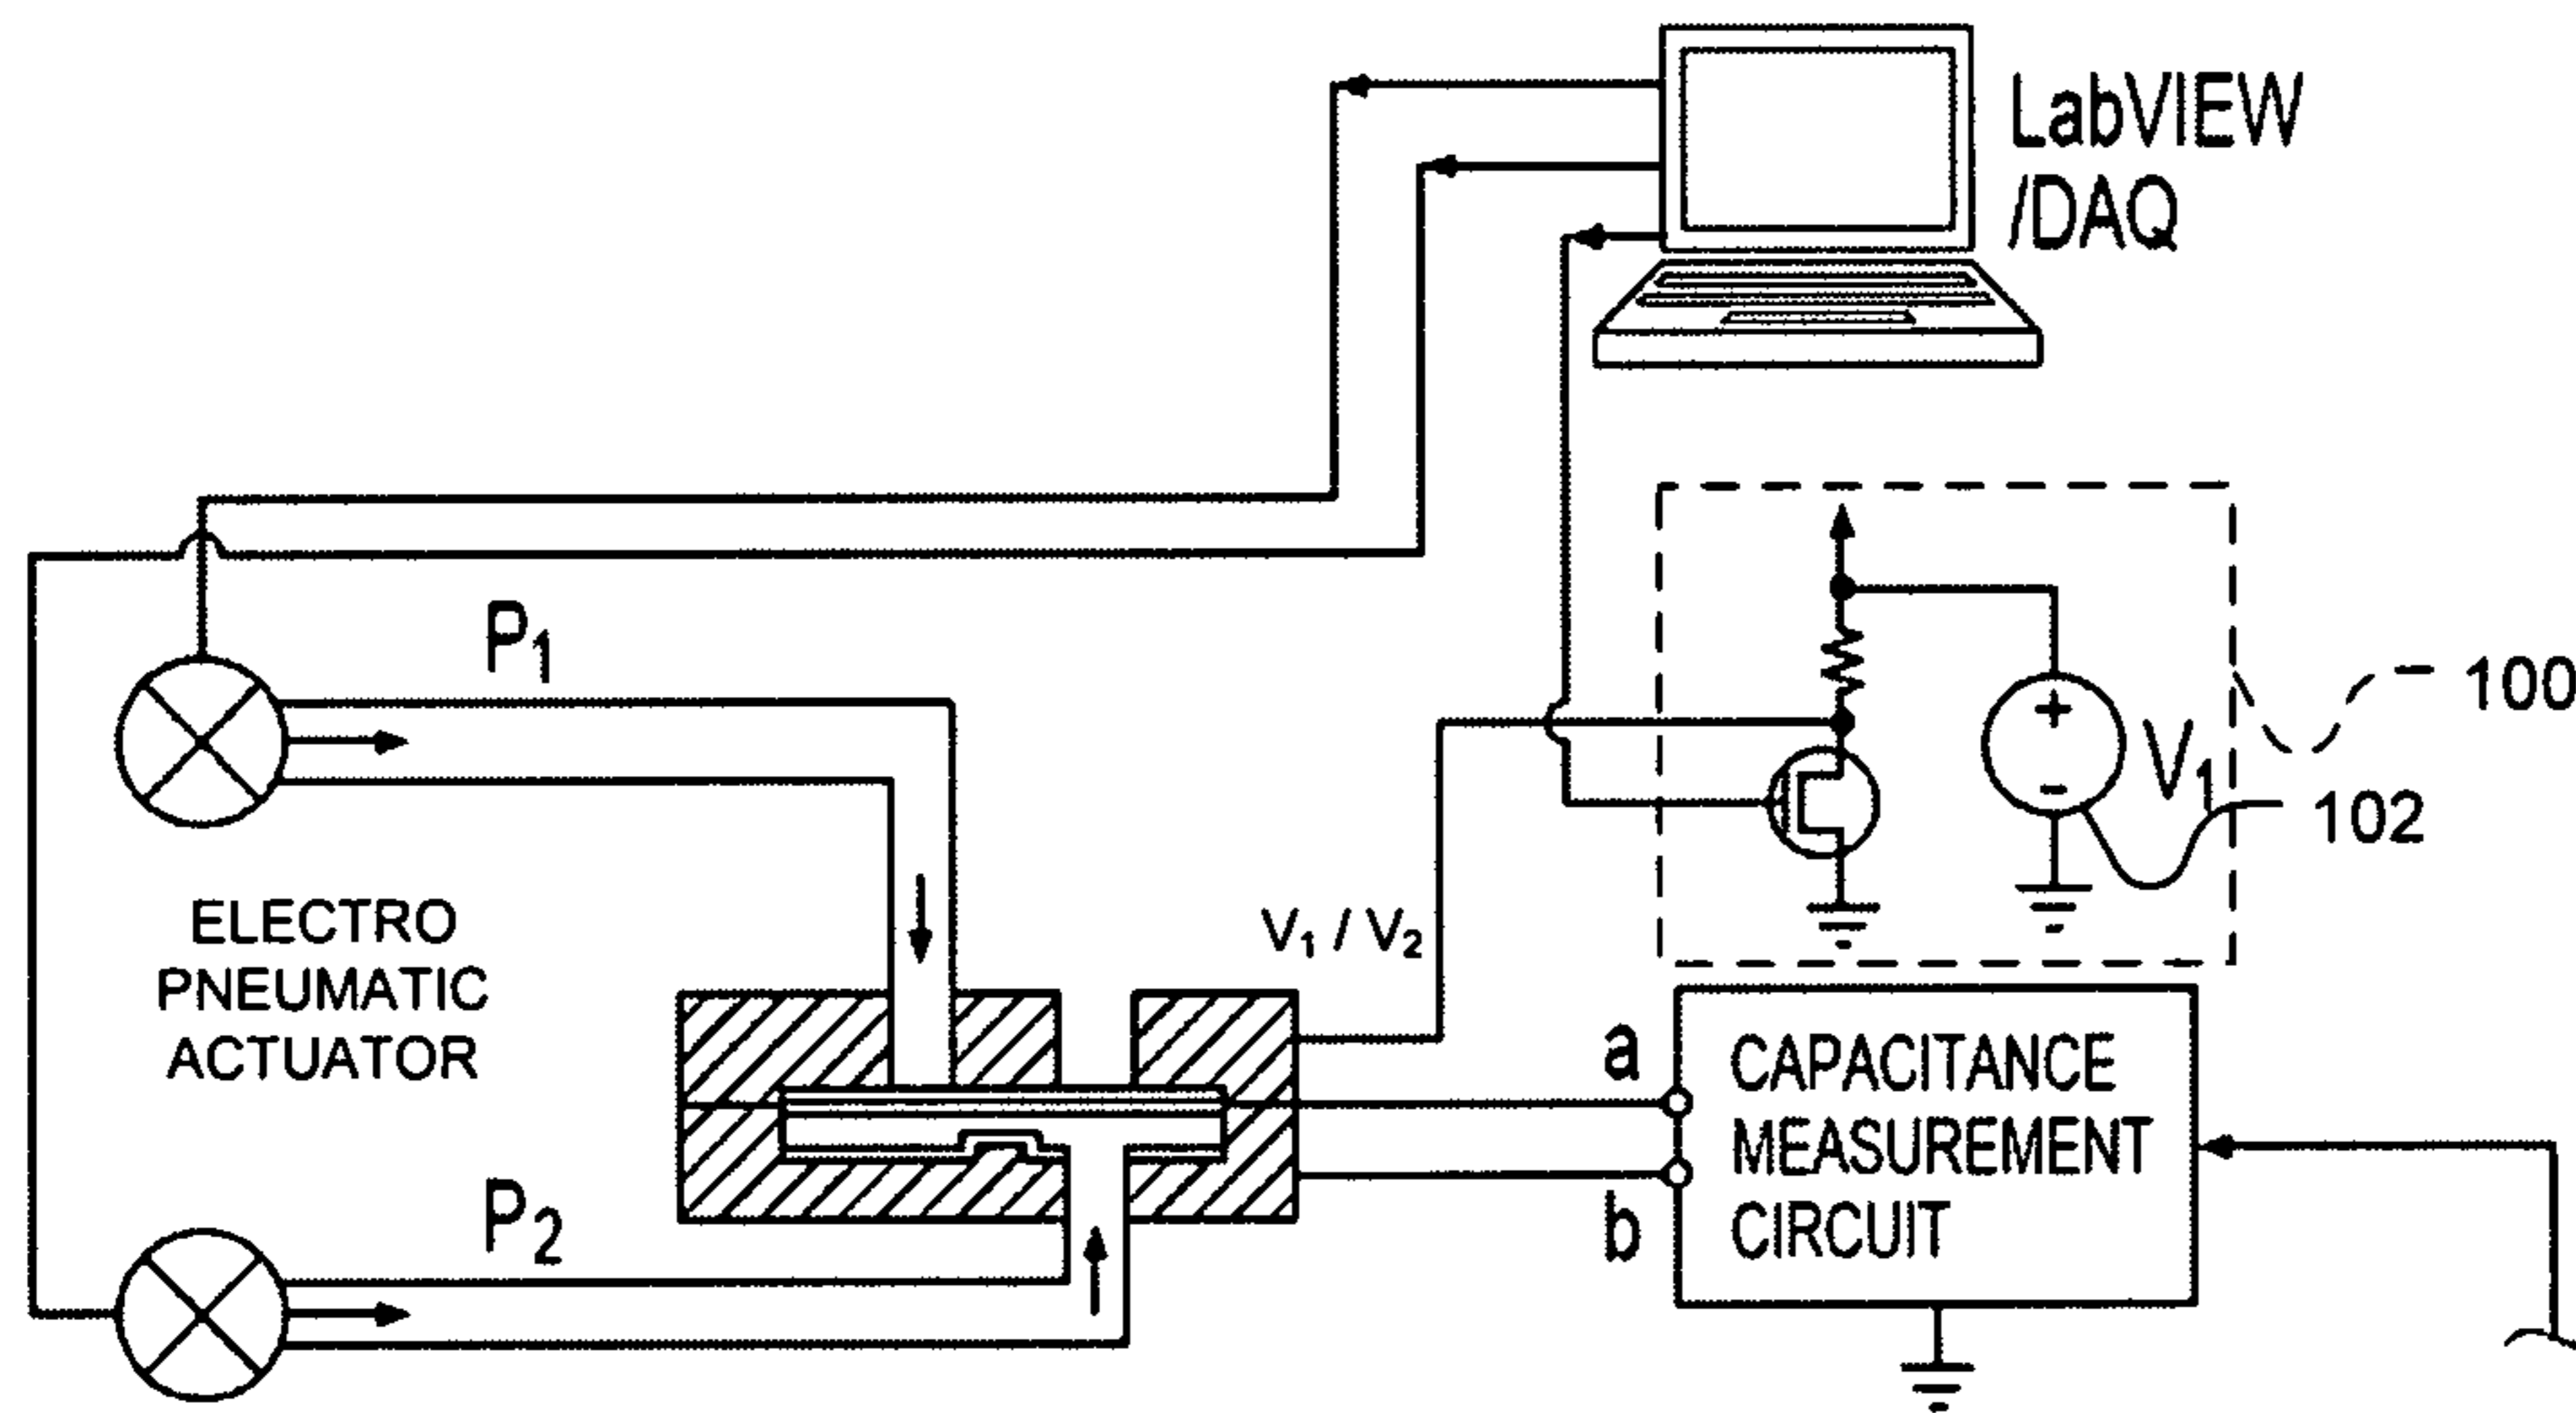 LabVIEW
/DAQ
P₁
100
V₁
102
ELECTRO
PNEUMATIC
ACTUATOR
V₁ / V₂
a
CAPACITANCE
MEASUREMENT
CIRCUIT
b
P₂
+
-